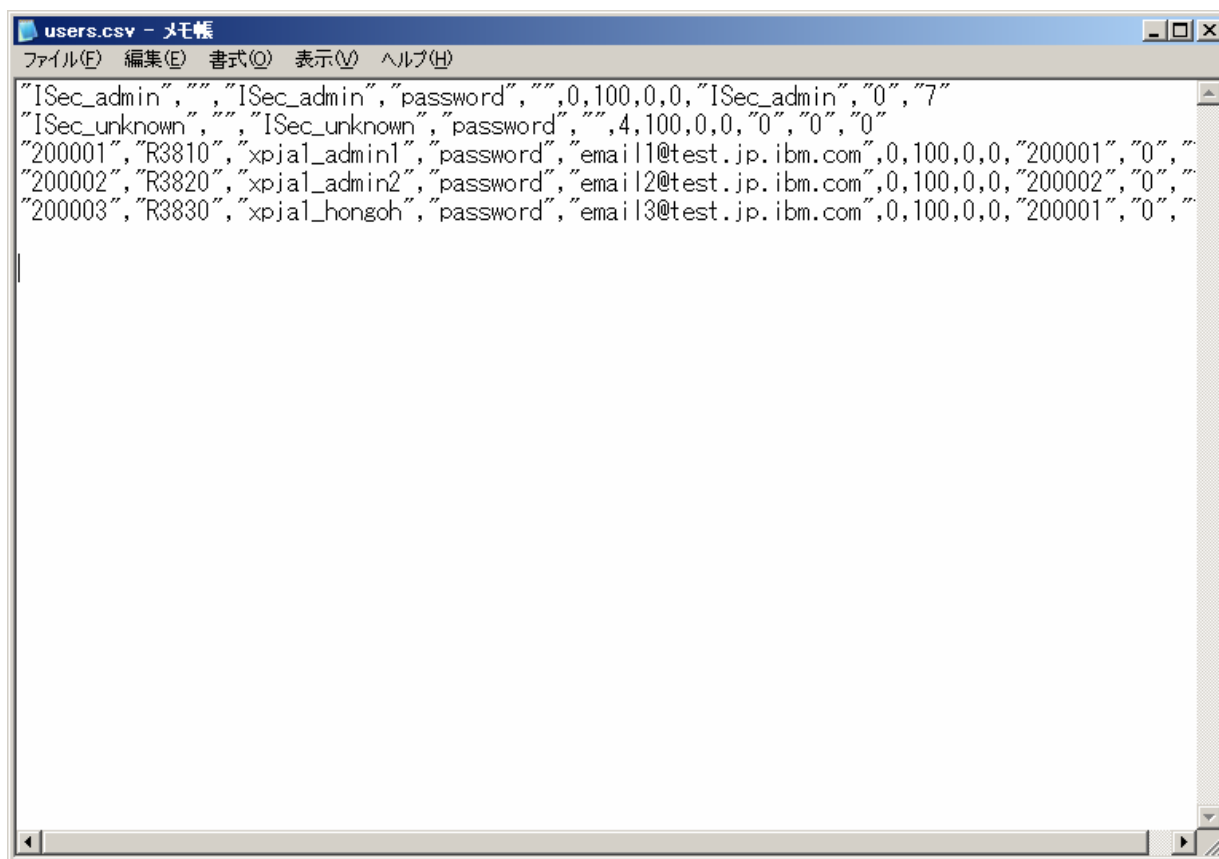 users.csv - メモ帳
ファイル(F) 編集(E) 書式(O) 表示(V) ヘルプ(H)
"ISec_admin","","ISec_admin","password","",0,100,0,0,"ISec_admin","0","7"
"ISec_unknown","","ISec_unknown","password","",4,100,0,0,"0","0","0"
"200001","R3810","xpja1_admin1","password","email1@test.jp.ibm.com",0,100,0,0,"200001","0","
"200002","R3820","xpja1_admin2","password","email2@test.jp.ibm.com",0,100,0,0,"200002","0","
"200003","R3830","xpja1_hongoh","password","email3@test.jp.ibm.com",0,100,0,0,"200001","0","